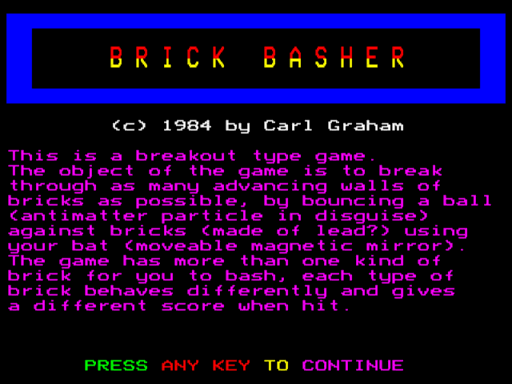 BRICK BASHER
(c) 1984 by Carl Graham
This is a breakout type game.
The object of the game is to break
through as many advancing walls of
bricks as possible, by bouncing a ball
(antimatter particle in disguise)
against bricks (made of lead?) using
your bat (moveable magnetic mirror).
The game has more than one kind of
brick for you to bash, each type of
brick behaves differently and gives
a different score when hit.
PRESS ANY KEY TO CONTINUE